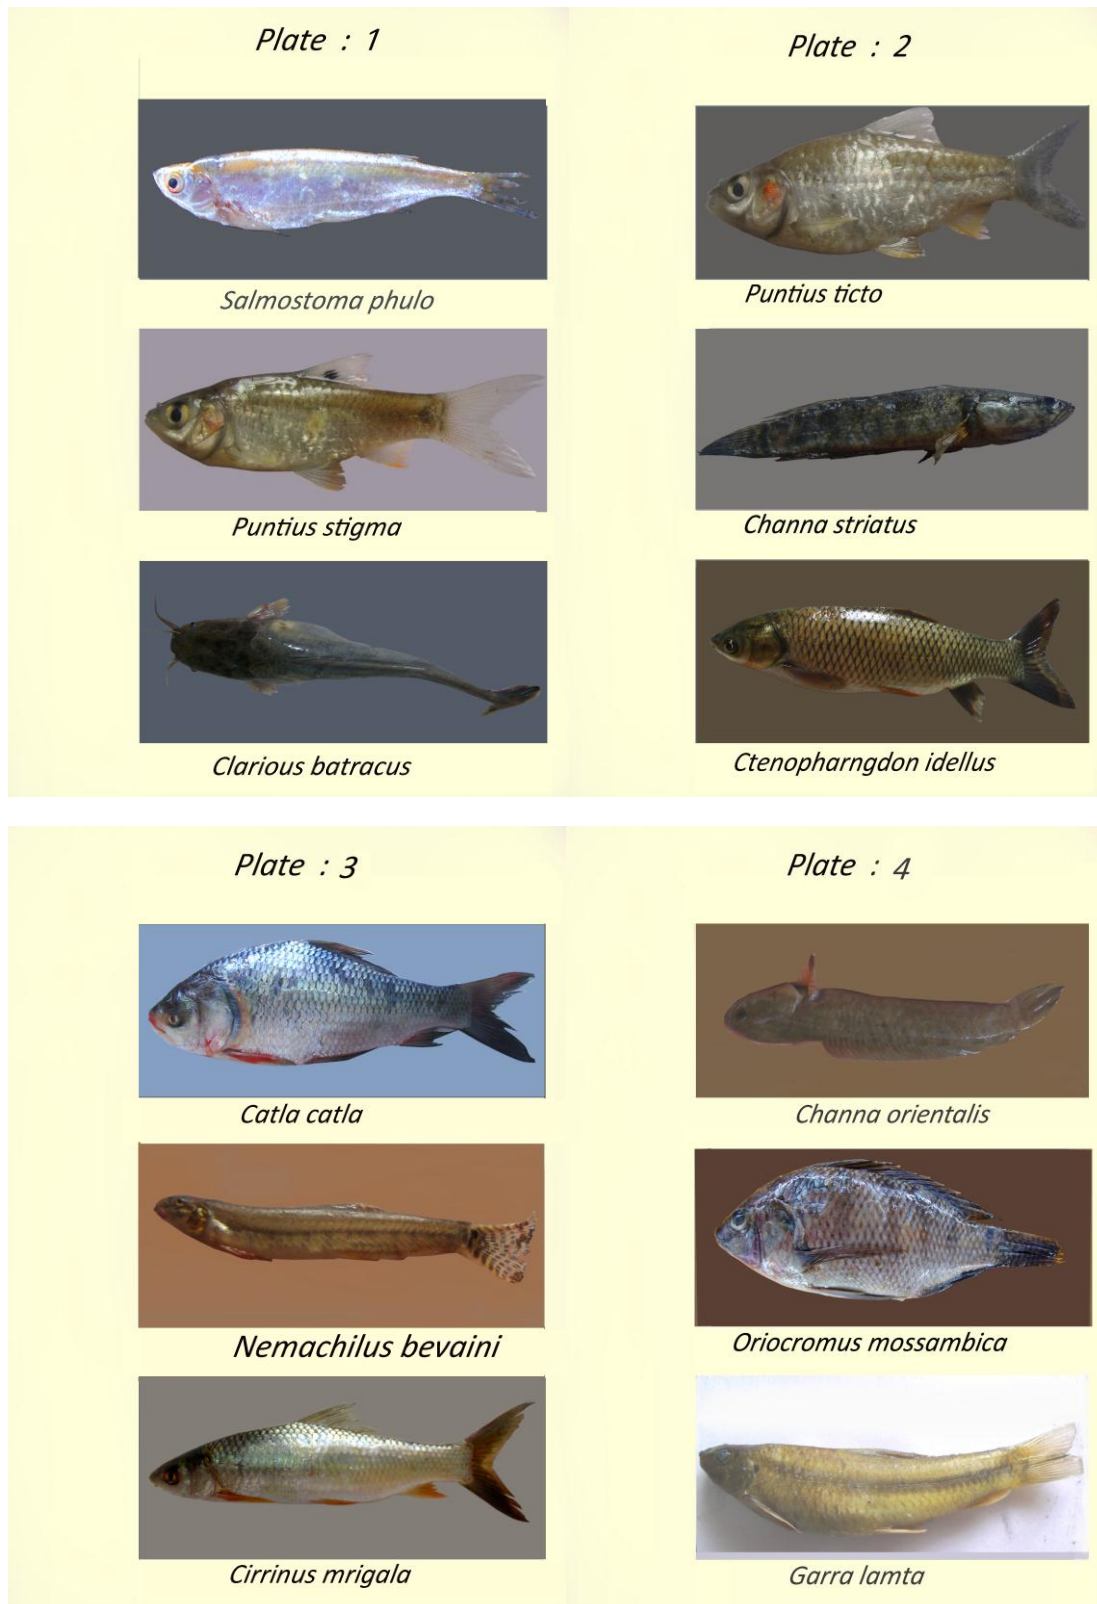 Plate : 1
Salmostoma phulo
Puntius stigma
Clarious batracus
Plate : 2
Puntius ticto
Channa striatus
Ctenopharngdon idellus
Plate : 3
Catla catla
Nemachilus bevaini
Cirrinus mrigala
Plate : 4
Channa orientalis
Oriocromus mossambica
Garra lamta